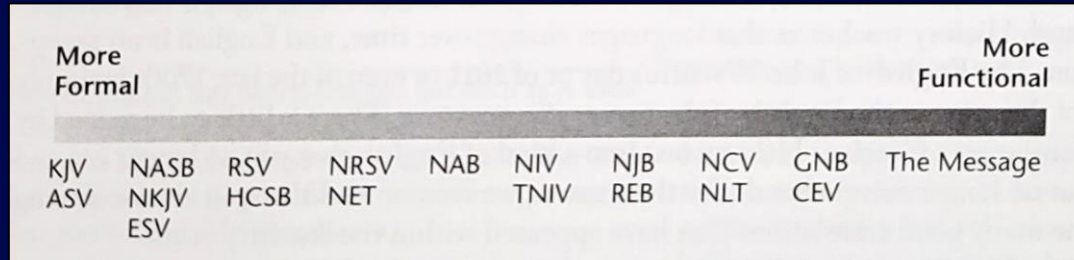 More More
Formal Functional
KJV NASB RSV NRSV NAB NIV NJB NCV GNB The Message
ASV NKJV HCSB NET TNIV REB NLT CEV
ESV